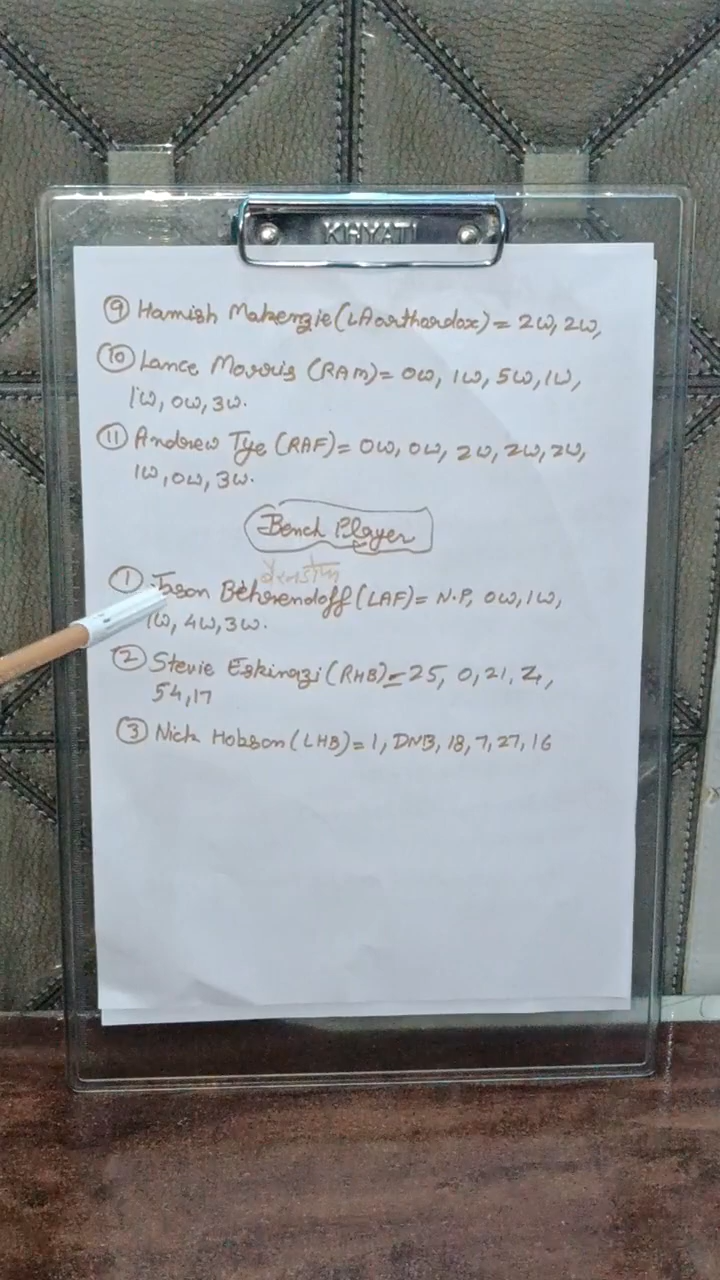 KHYATI
⑨ Hamish Makenzie (LA orthordox) = 2w, 2w,
⑩ Lance Morris (RAM) = 0w, 1w, 5w, 1w,
1w, 0w, 3w.
⑪ Andrew Tye (RAF) = 0w, 0w, 2w, 2w, 2w,
1w, 0w, 3w.
Bench Player
① Jason Behrendoff (LAF) = N.P, 0w, 1w,
1w, 4w, 3w.
② Stevie Eskinazi (RHB) = 25, 0, 21, 4,
54, 17
③ Nick Hobson (LHB) = 1, DNB, 18, 7, 27, 16